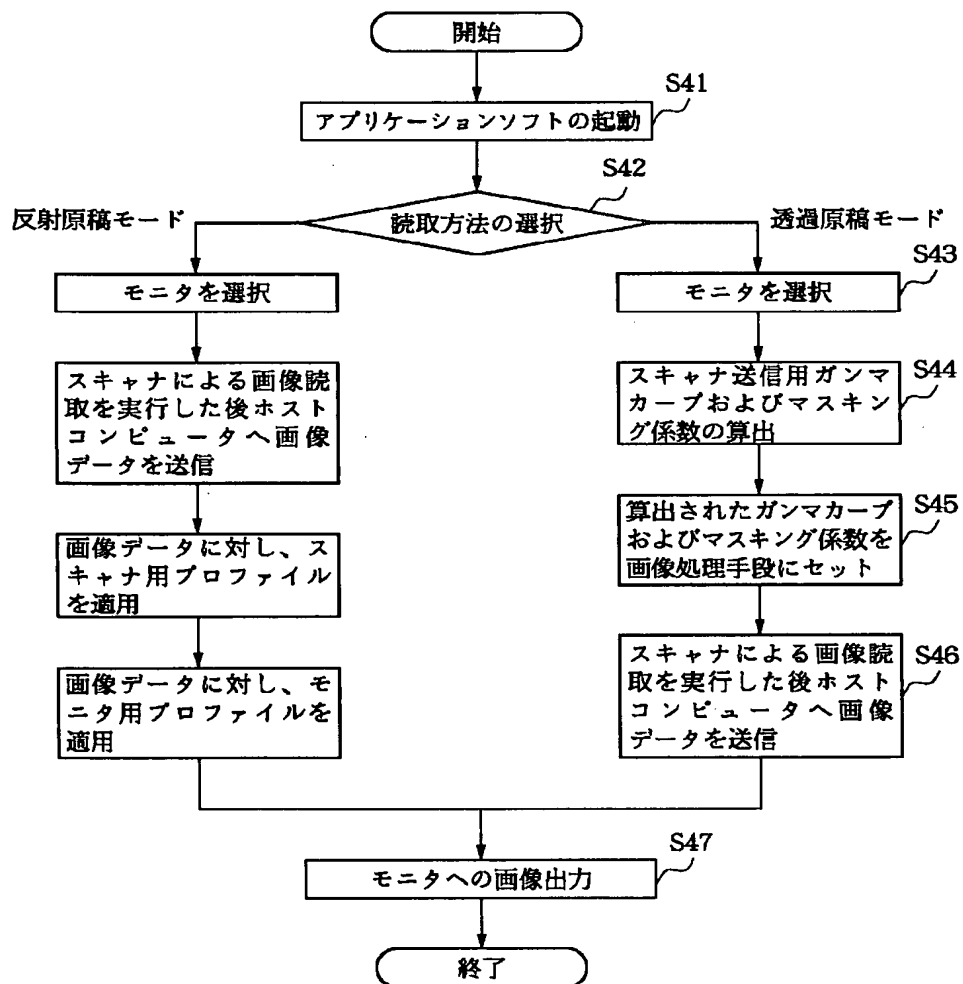 開始
S41
アプリケーションソフトの起動
S42
反射原稿モード
読取方法の選択
透過原稿モード
モニタを選択
スキャナによる画像読
取を実行した後ホスト
コンピュータへ画像
データを送信
画像データに対し、ス
キャナ用プロファイル
を適用
画像データに対し、モ
ニタ用プロファイルを
適用
S43
モニタを選択
S44
スキャナ送信用ガンマ
カーブおよびマスキン
グ係数の算出
S45
算出されたガンマカーブ
およびマスキング係数を
画像処理手段にセット
S46
スキャナによる画像読
取を実行した後ホスト
コンピュータへ画像
データを送信
S47
モニタへの画像出力
終了